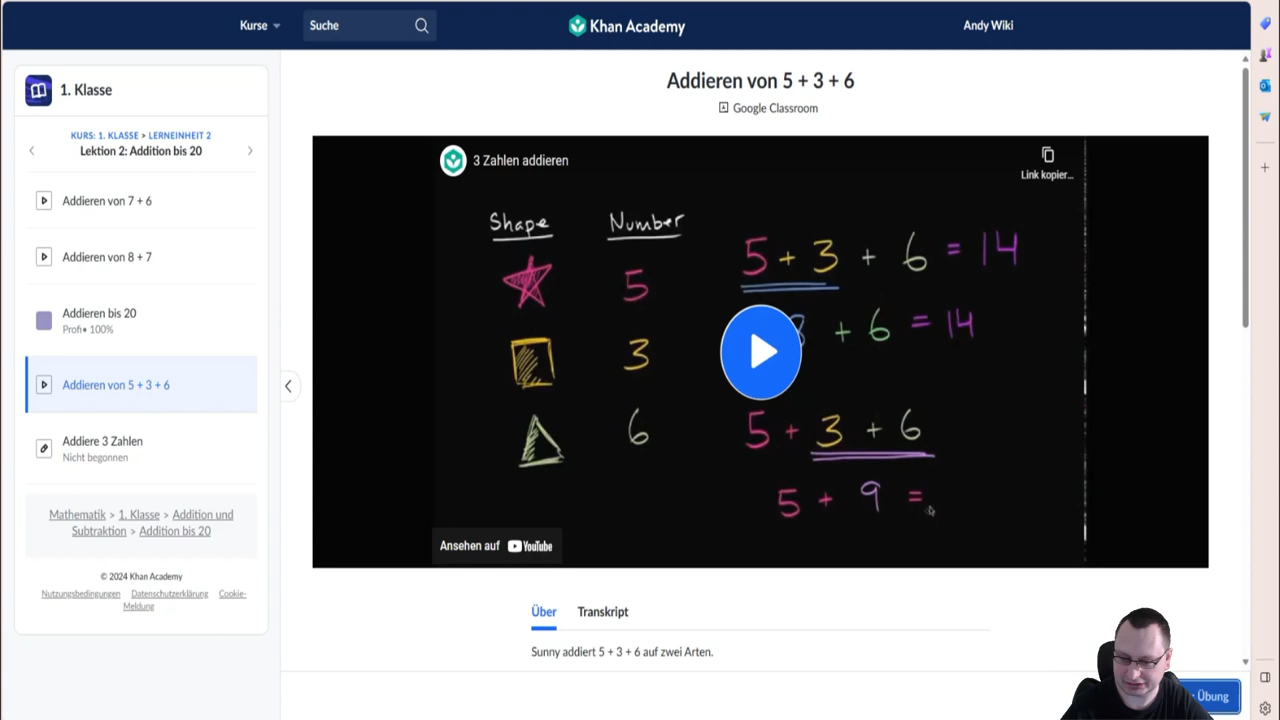 Kurse
Suche
Khan Academy
Andy Wiki
1. Klasse
KURS: 1. KLASSE > LERNEINHEIT 2
Lektion 2: Addition bis 20
Addieren von 7 + 6
Addieren von 8 + 7
Addieren bis 20
Profi• 100%
Addieren von 5 + 3 + 6
Addiere 3 Zahlen
Nicht begonnen
Mathematik > 1. Klasse > Addition und
Subtraktion > Addition bis 20
© 2024 Khan Academy
Nutzungsbedingungen Datenschutzerklärung Cookie-
Meldung
Addieren von 5 + 3 + 6
Google Classroom
3 Zahlen addieren
Link kopier...
Shape Number
5
3
6
5 + 3 + 6 = 14
8 + 6 = 14
5 + 3 + 6
5 + 9 =
Ansehen auf YouTube
Über Transkript
Sunny addiert 5 + 3 + 6 auf zwei Arten.
: Übung